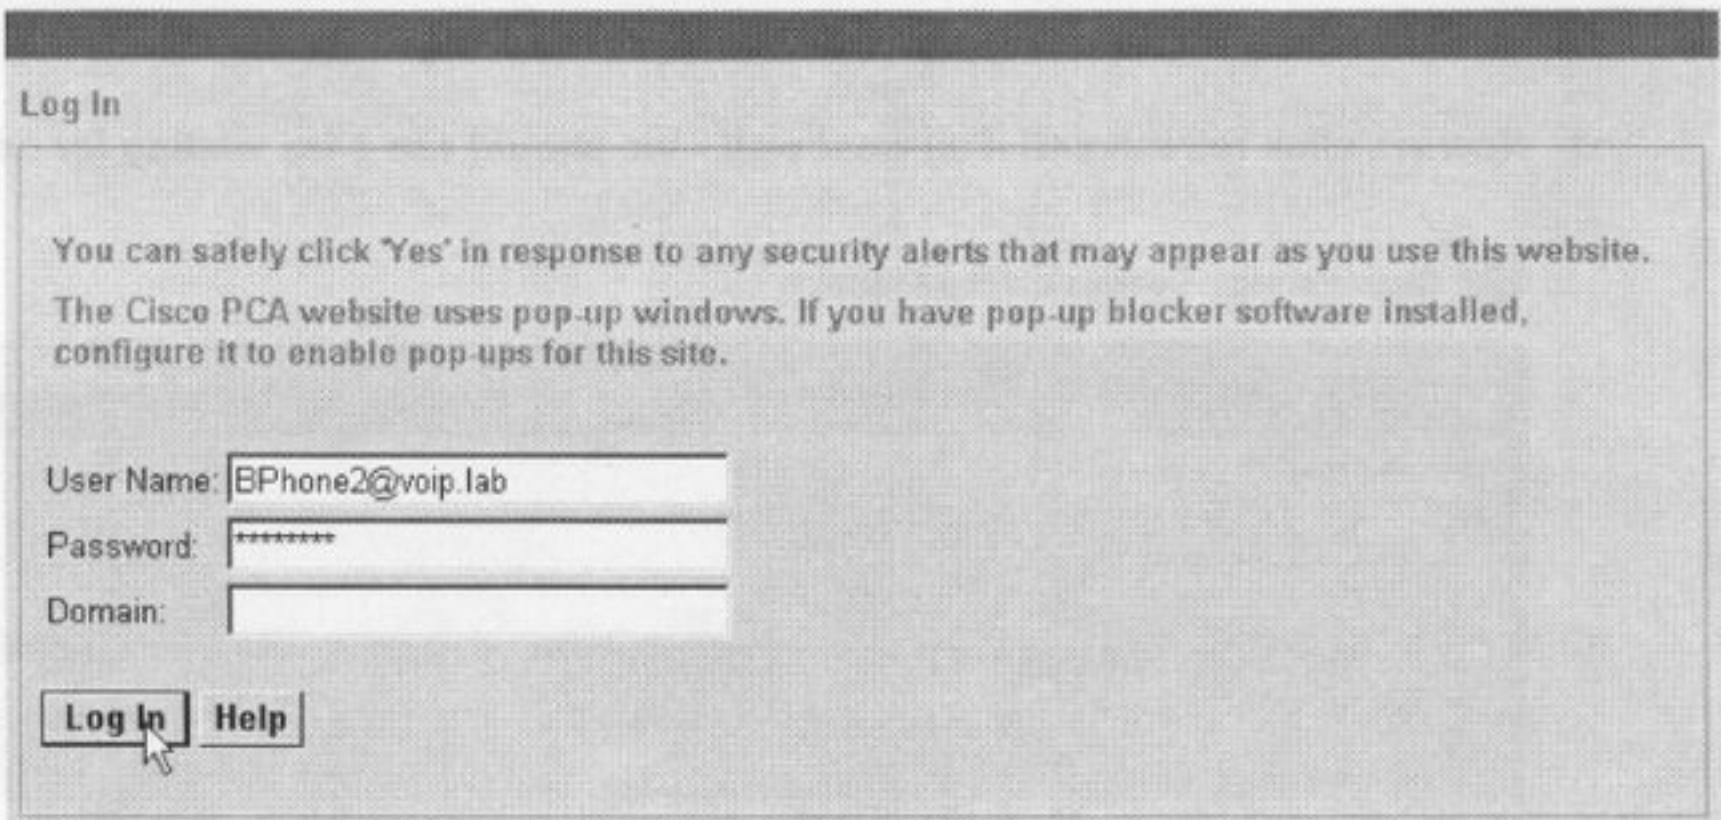 Log In
You can safely click 'Yes' in response to any security alerts that may appear as you use this website.
The Cisco PCA website uses pop-up windows. If you have pop-up blocker software installed,
configure it to enable pop-ups for this site.
User Name: BPhone2@voip.lab
Password: ********
Domain:
Log In Help